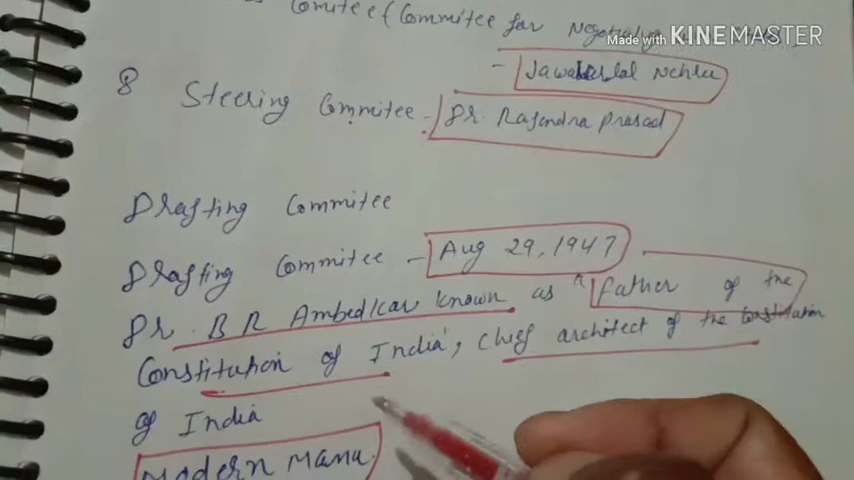 Comitee (Commitee for Negotiating
Made with KINEMASTER
- Jawaherlal Nehru
8 Steering Commitee - Dr. Rajendra Prasad
Drafting Commitee
Drafting Commitee - Aug 29, 1947
Dr. B R Ambedkar known as "Father of the
Constitution of India', chief architect of the Constitution
of India
Modern Manu.